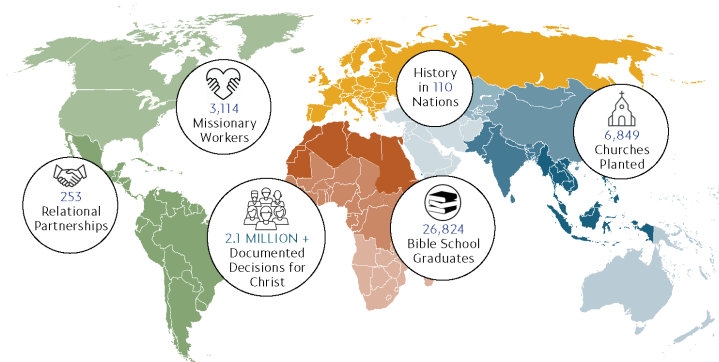 3,114
Missionary
Workers
History
in 110
Nations
6,849
Churches
Planted
253
Relational
Partnerships
2.1 MILLION +
Documented
Decisions for
Christ
26,824
Bible School
Graduates